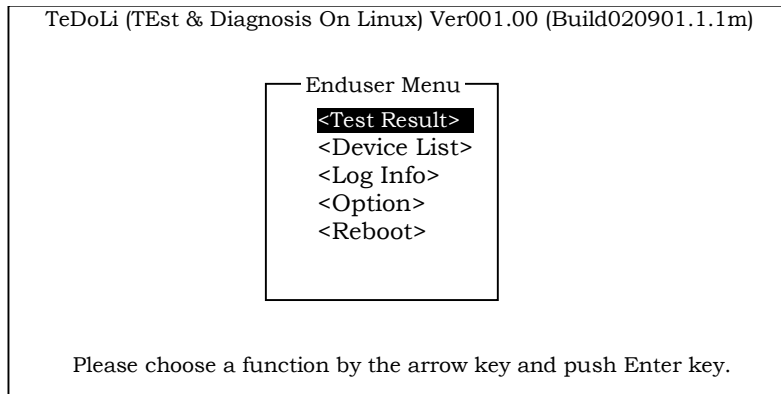 TeDoLi (TEst & Diagnosis On Linux) Ver001.00 (Build020901.1.1m)
Enduser Menu
<Test Result>
<Device List>
<Log Info>
<Option>
<Reboot>
Please choose a function by the arrow key and push Enter key.